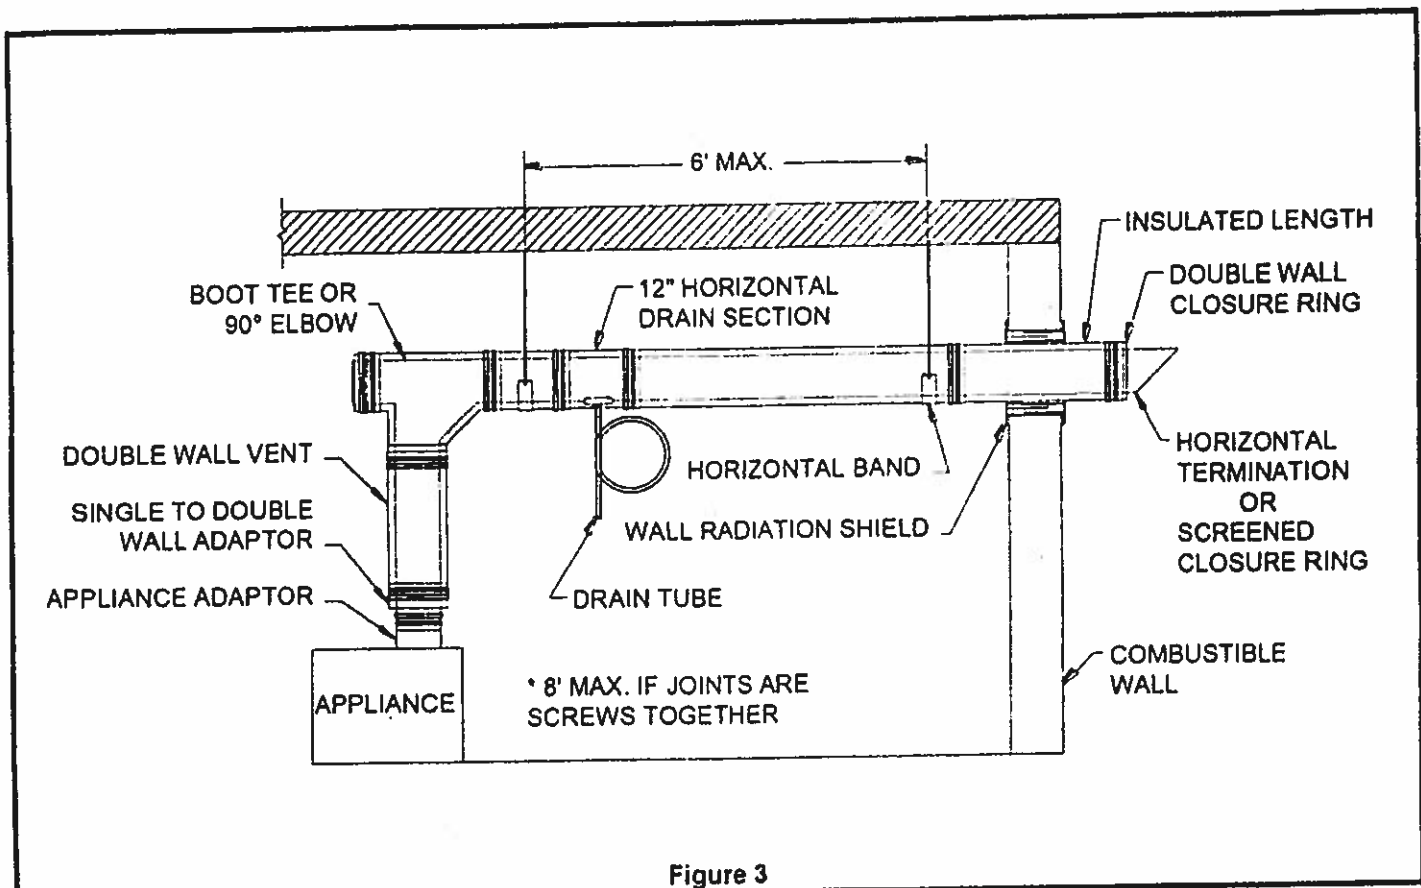 6' MAX.
INSULATED LENGTH
DOUBLE WALL
CLOSURE RING
BOOT TEE OR
90° ELBOW
12" HORIZONTAL
DRAIN SECTION
DOUBLE WALL VENT
HORIZONTAL BAND
HORIZONTAL
TERMINATION
OR
SCREENED
CLOSURE RING
SINGLE TO DOUBLE
WALL ADAPTOR
WALL RADIATION SHIELD
APPLIANCE ADAPTOR
DRAIN TUBE
COMBUSTIBLE
WALL
APPLIANCE
* 8' MAX. IF JOINTS ARE
SCREWS TOGETHER
Figure 3